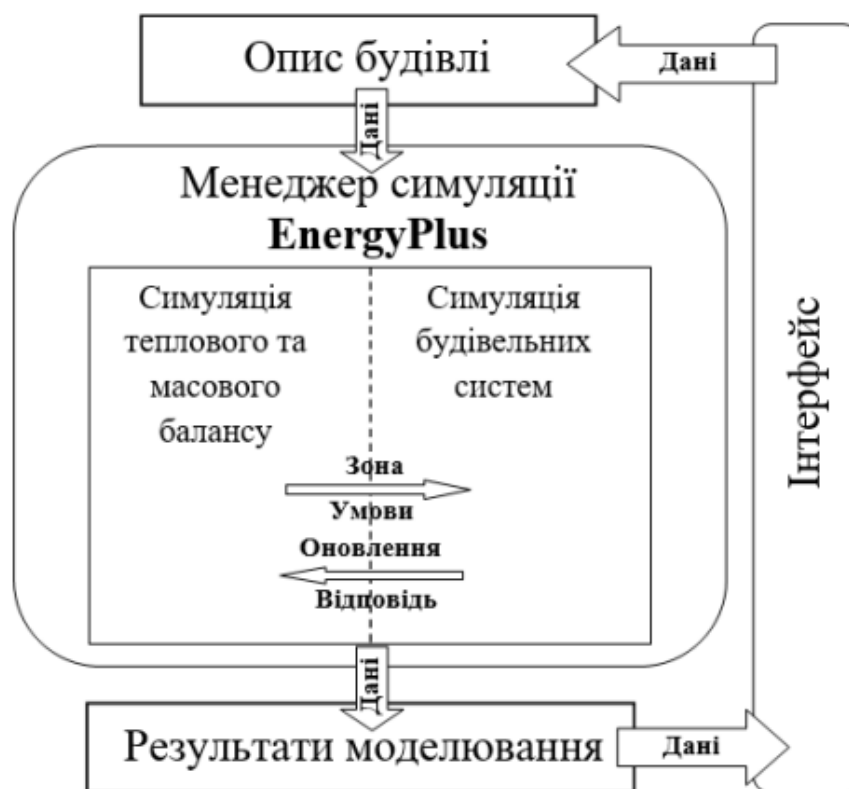 Опис будівлі
Дані
Дані
Менеджер симуляції
EnergyPlus
Симуляція
теплового та
масового
балансу
Симуляція
будівельних
систем
Зона
Умови
Оновлення
Відповідь
Дані
Результати моделювання
Дані
Інтерфейс